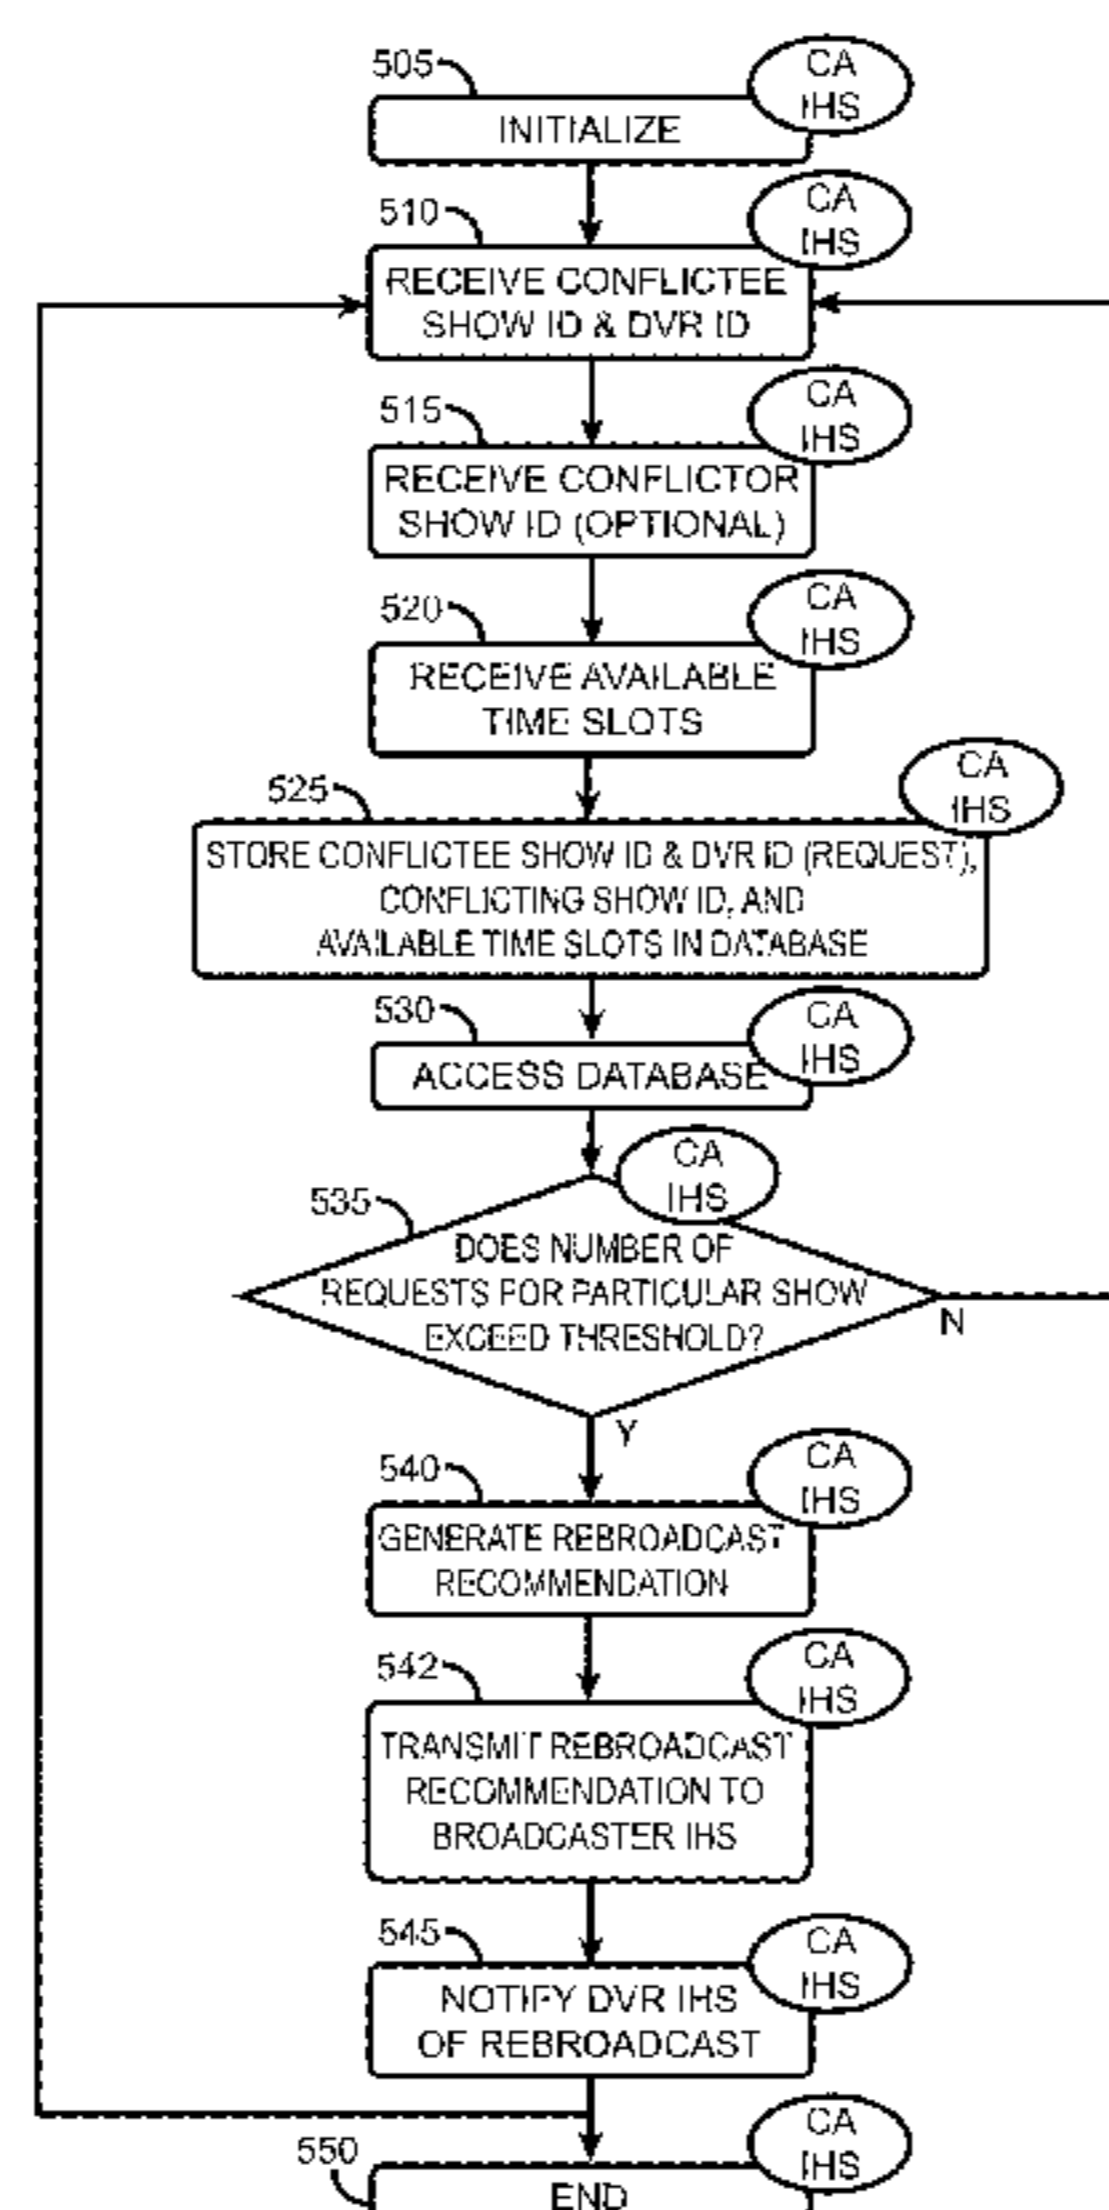 505
CA
IHS
INITIALIZE
510
CA
IHS
RECEIVE CONFLICTEE
SHOW ID & DVR ID
515
CA
IHS
RECEIVE CONFLICTOR
SHOW ID (OPTIONAL)
520
CA
IHS
RECEIVE AVAILABLE
TIME SLOTS
525
CA
IHS
STORE CONFLICTEE SHOW ID & DVR ID (REQUEST),
CONFLICTING SHOW ID, AND
AVAILABLE TIME SLOTS IN DATABASE
530
CA
IHS
ACCESS DATABASE
535
CA
IHS
DOES NUMBER OF
REQUESTS FOR PARTICULAR SHOW
EXCEED THRESHOLD?
N
Y
540
CA
IHS
GENERATE REBROADCAST
RECOMMENDATION
542
CA
IHS
TRANSMIT REBROADCAST
RECOMMENDATION TO
BROADCASTER IHS
545
CA
IHS
NOTIFY DVR IHS
OF REBROADCAST
550
CA
IHS
END